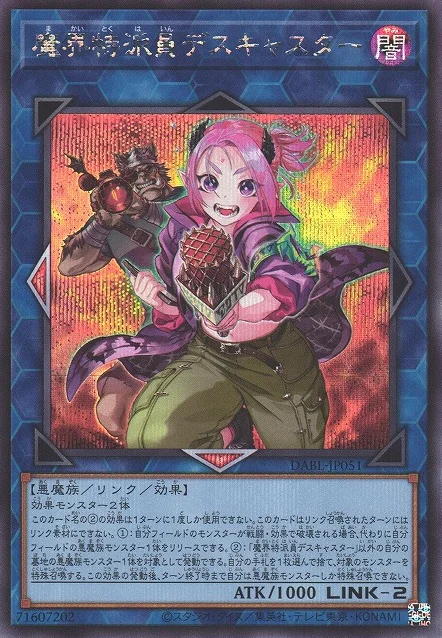 魔界特派員デスキャスター
闇
DABL-JP051
【悪魔族／リンク／効果】
効果モンスター２体
このカード名の②の効果は１ターンに１度しか使用できない。このカードはリンク召喚されたターンには
リンク素材にできない。①：自分フィールドのモンスターが戦闘・効果で破壊される場合、代わりに自分
フィールドの悪魔族モンスター１体をリリースできる。②：「魔界特派員デスキャスター」以外の自分の
墓地の悪魔族モンスター１体を対象として発動できる。自分の手札を１枚選んで捨て、対象のモンスターを
特殊召喚する。この効果の発動後、ターン終了時まで自分は悪魔族モンスターしか特殊召喚できない。
ATK/1000 LINK-2
71607202 ©スタジオ・ダイス／集英社・テレビ東京・KONAMI